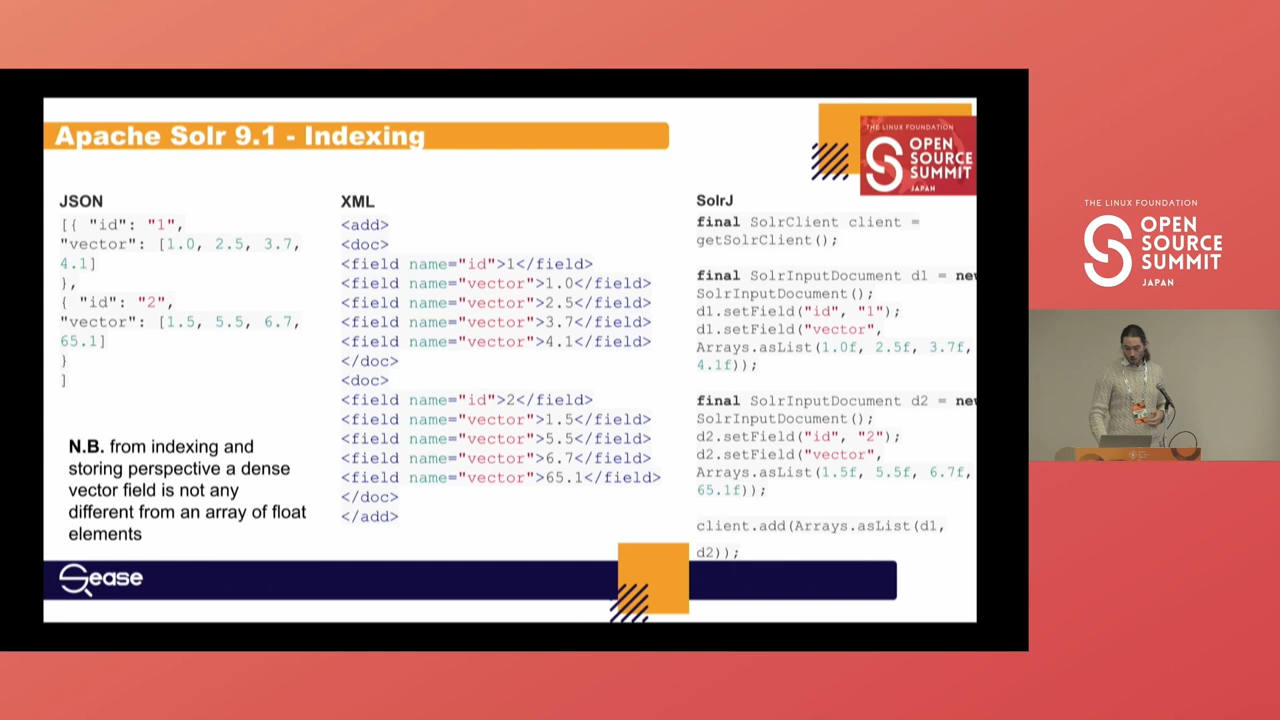 Apache Solr 9.1 - Indexing
THE LINUX FOUNDATION
OPEN
SOURCE
SUMMIT
JAPAN
JSON
[{ "id": "1",
"vector": [1.0, 2.5, 3.7,
4.1]
},
{ "id": "2",
"vector": [1.5, 5.5, 6.7,
65.1]
}
]
N.B. from indexing and
storing perspective a dense
vector field is not any
different from an array of float
elements
XML
<add>
<doc>
<field name="id">1</field>
<field name="vector">1.0</field>
<field name="vector">2.5</field>
<field name="vector">3.7</field>
<field name="vector">4.1</field>
</doc>
<doc>
<field name="id">2</field>
<field name="vector">1.5</field>
<field name="vector">5.5</field>
<field name="vector">6.7</field>
<field name="vector">65.1</field>
</doc>
</add>
SolrJ
final SolrClient client =
getSolrClient();
final SolrInputDocument d1 = new
SolrInputDocument();
d1.setField("id", "1");
d1.setField("vector",
Arrays.asList(1.0f, 2.5f, 3.7f,
4.1f));
final SolrInputDocument d2 = new
SolrInputDocument();
d2.setField("id", "2");
d2.setField("vector",
Arrays.asList(1.5f, 5.5f, 6.7f,
65.1f));
client.add(Arrays.asList(d1,
d2));
Sease
THE LINUX FOUNDATION
OPEN
SOURCE
SUMMIT
JAPAN